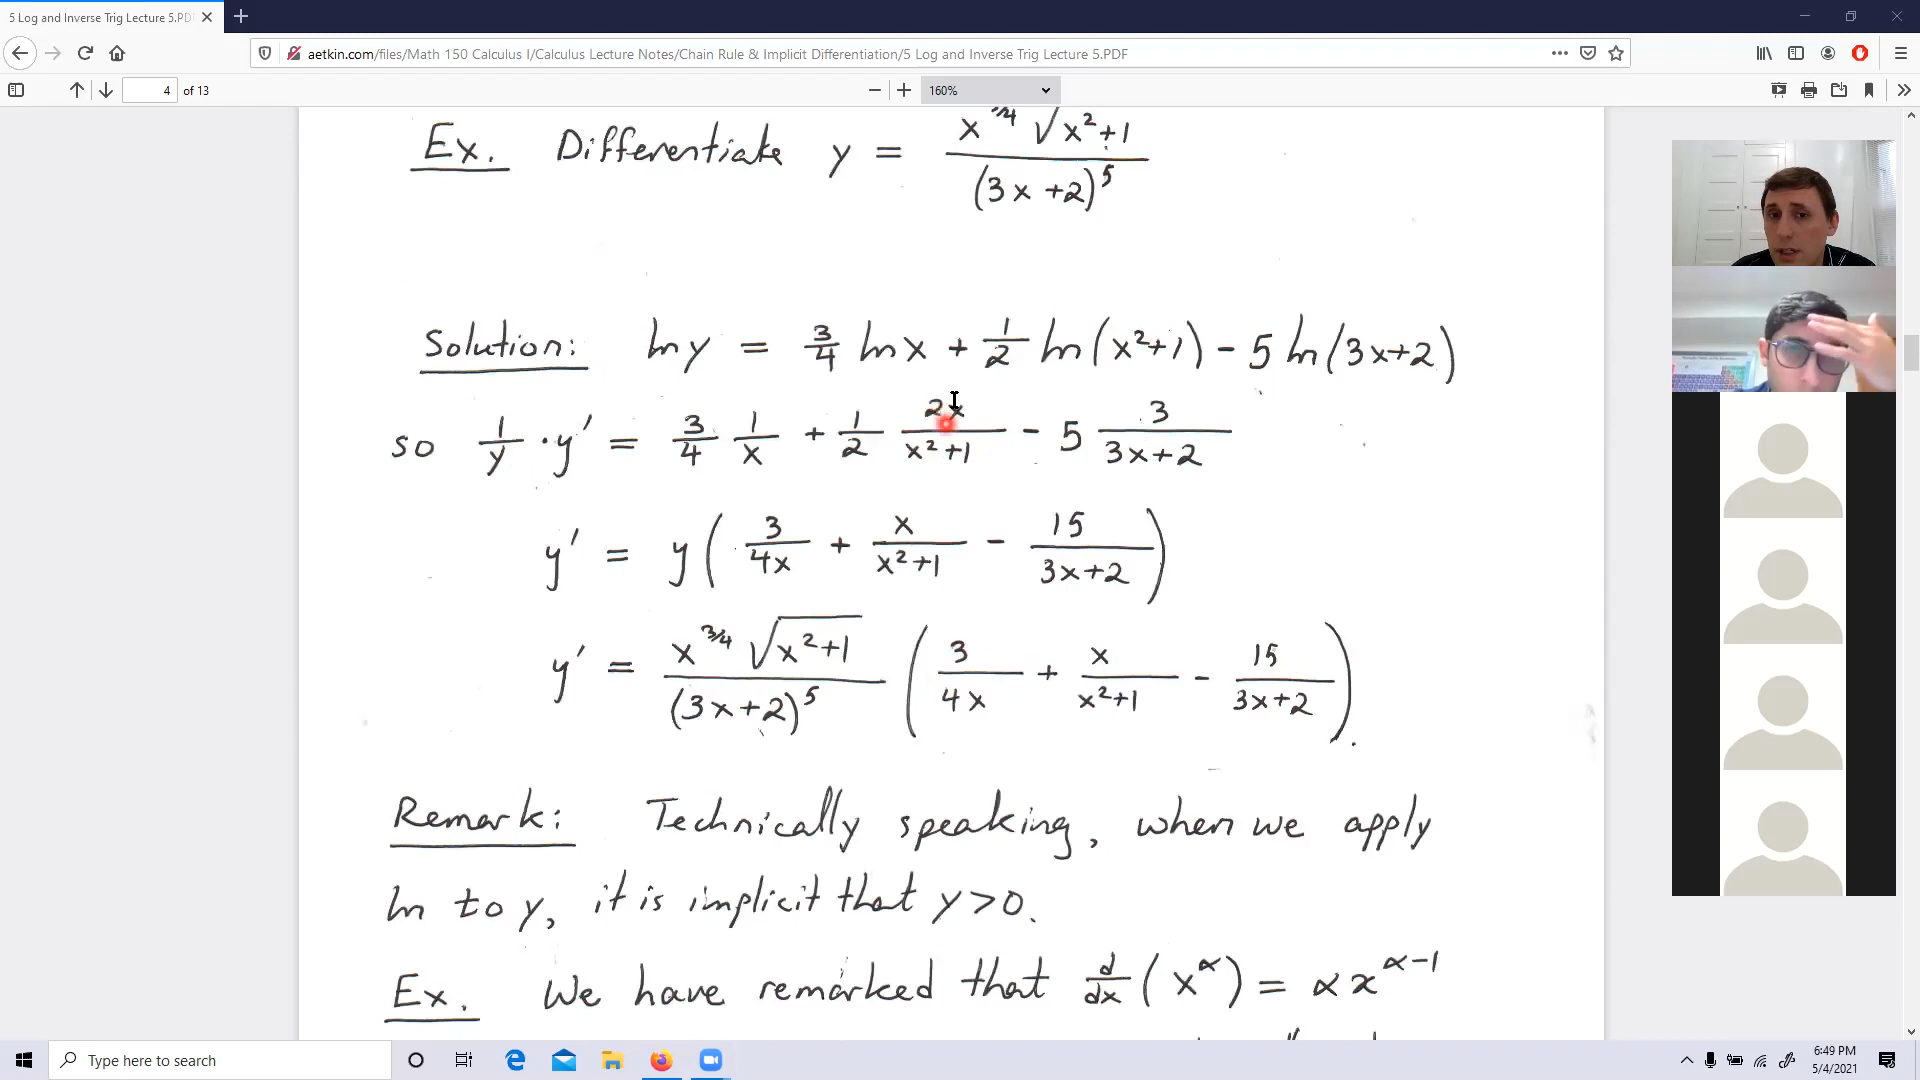 5 Log and Inverse Trig Lecture 5.PD
aetkin.com/files/Math 150 Calculus I/Calculus Lecture Notes/Chain Rule & Implicit Differentiation/5 Log and Inverse Trig Lecture 5.PDF
4 of 13
160%
Ex. Differentiate y = x^3/4 √x²+1 / (3x+2)^5
Solution: ln y = 3/4 ln x + 1/2 ln(x²+1) - 5 ln(3x+2)
so 1/y · y' = 3/4 1/x + 1/2 2x/x²+1 - 5 3/3x+2
y' = y ( 3/4x + x/x²+1 - 15/3x+2 )
y' = x^3/4 √x²+1 / (3x+2)^5 ( 3/4x + x/x²+1 - 15/3x+2 ).
Remark: Technically speaking, when we apply
ln to y, it is implicit that y > 0.
Ex. We have remarked that d/dx (x^α) = αx^α-1
Type here to search
6:49 PM
5/4/2021